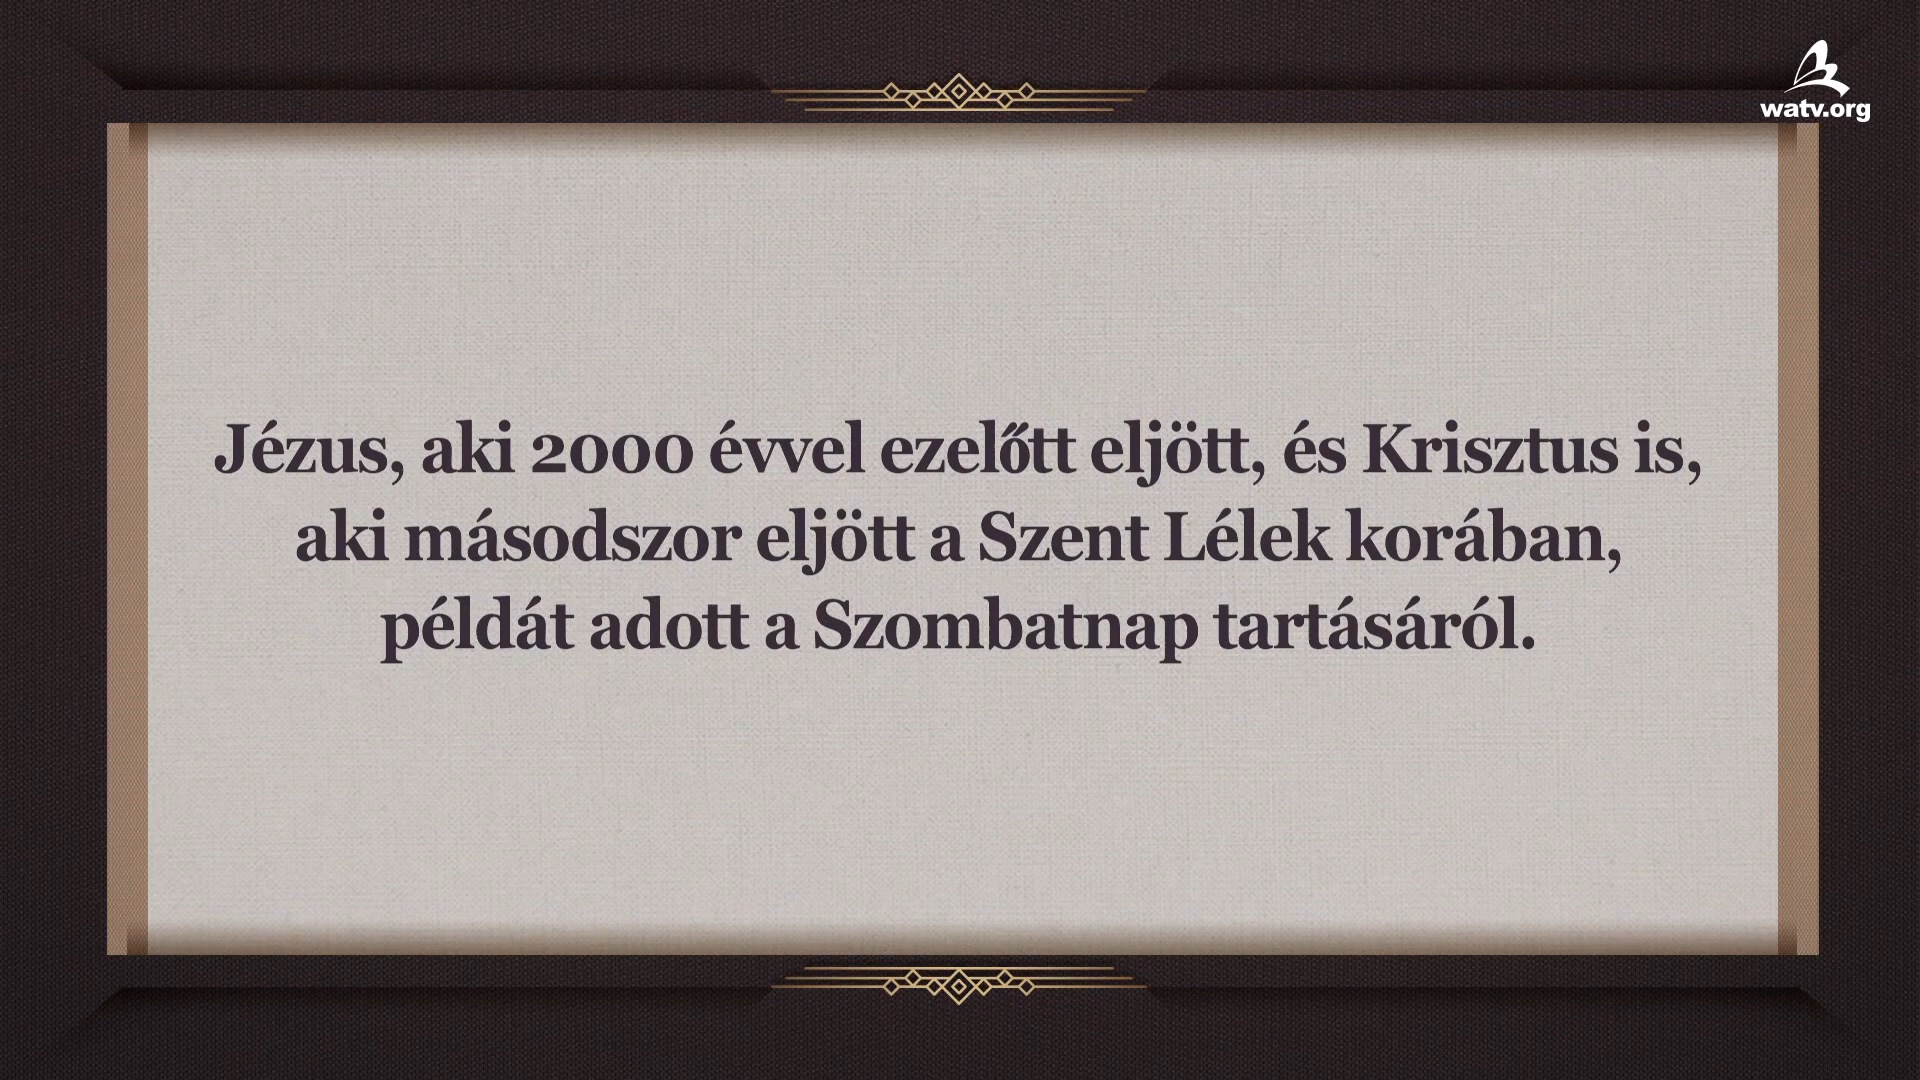 watv.org
Jézus, aki 2000 évvel ezelőtt eljött, és Krisztus is,
aki másodszor eljött a Szent Lélek korában,
példát adott a Szombatnap tartásáról.